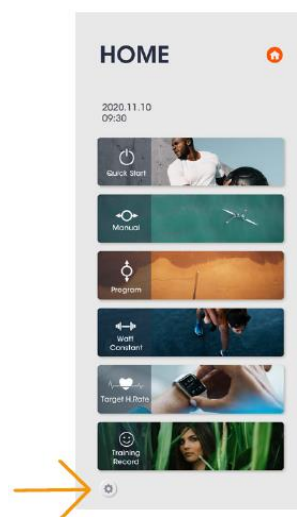 HOME
2020.11.10
09:30
Quick Start
Manual
Program
Watt
Constant
Target H.Rate
Training
Record